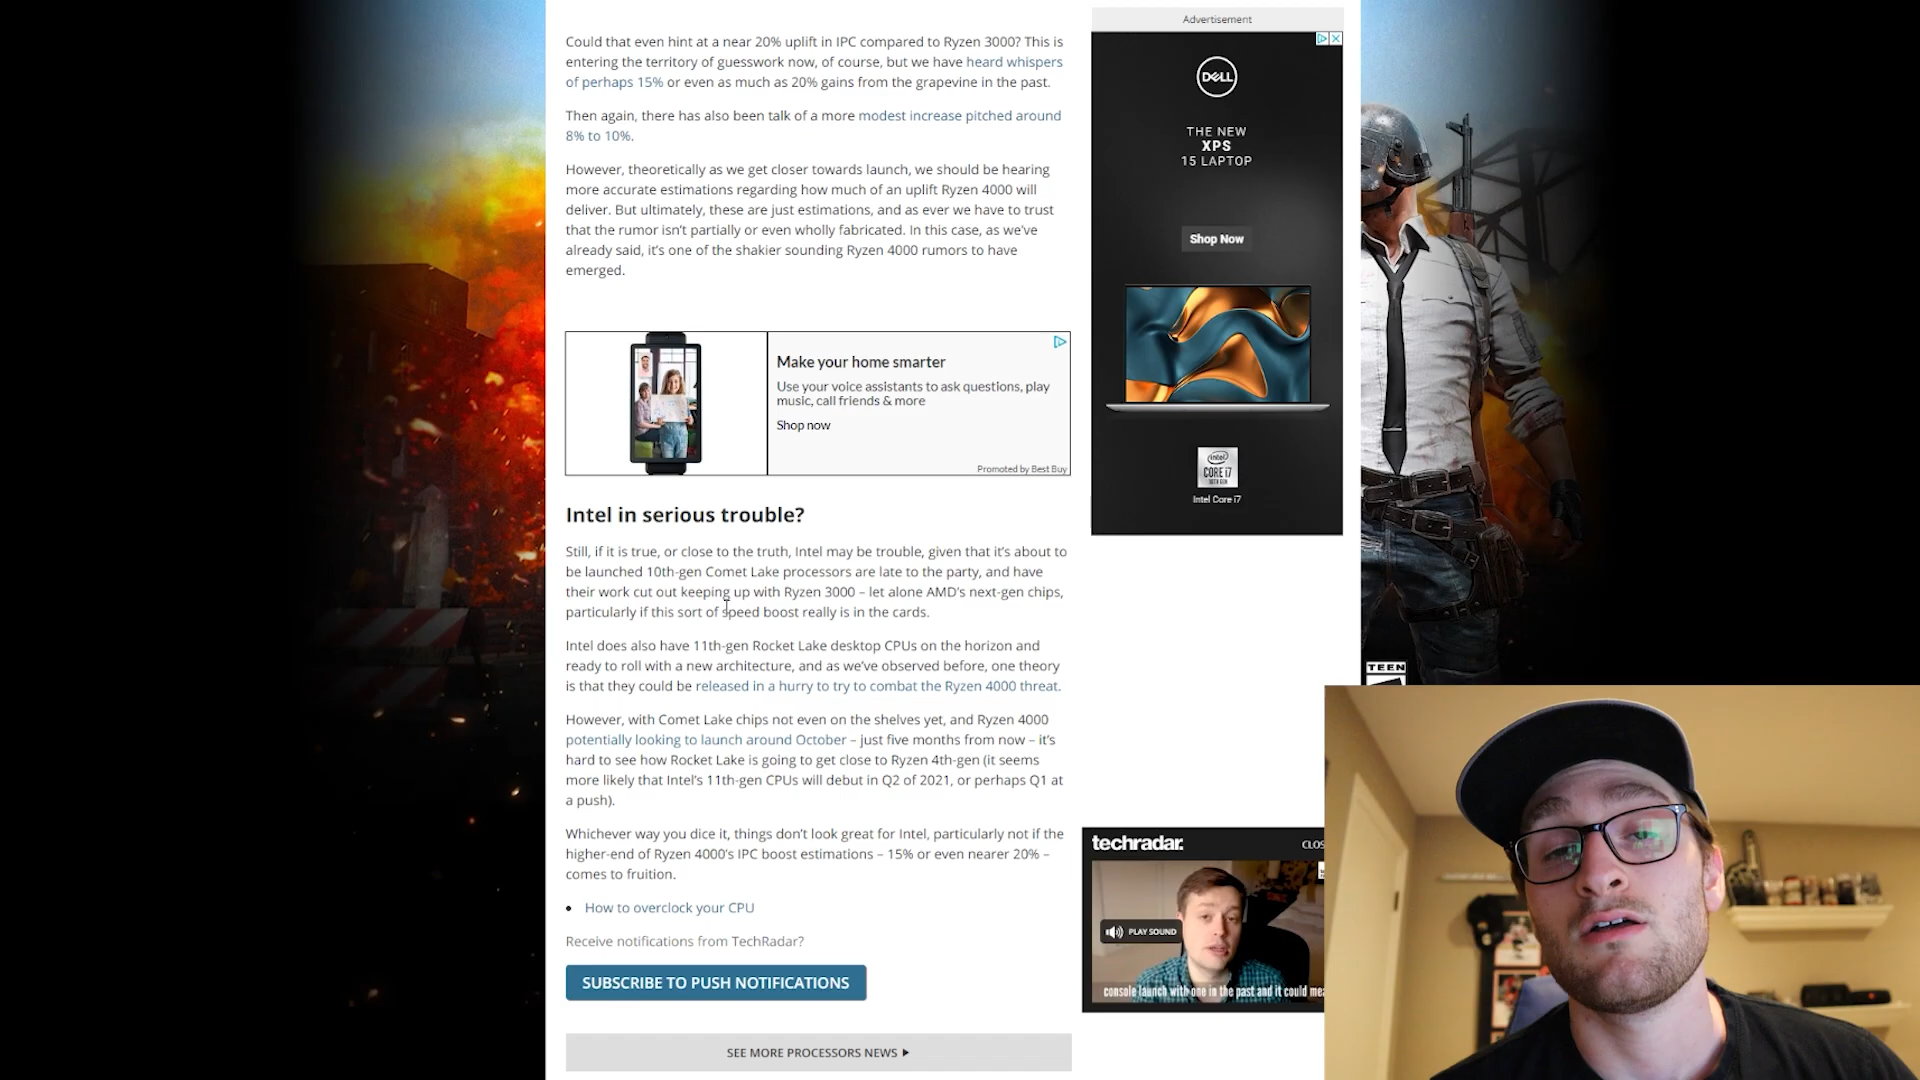 Could that even hint at a near 20% uplift in IPC compared to Ryzen 3000? This is
entering the territory of guesswork now, of course, but we have heard whispers
of perhaps 15% or even as much as 20% gains from the grapevine in the past.
Then again, there has also been talk of a more modest increase pitched around
8% to 10%.
However, theoretically as we get closer towards launch, we should be hearing
more accurate estimations regarding how much of an uplift Ryzen 4000 will
deliver. But ultimately, these are just estimations, and as ever we have to trust
that the rumor isn't partially or even wholly fabricated. In this case, as we've
already said, it's one of the shakier sounding Ryzen 4000 rumors to have
emerged.
Make your home smarter
Use your voice assistants to ask questions, play
music, call friends & more
Shop now
Promoted by Best Buy
Intel in serious trouble?
Still, if it is true, or close to the truth, Intel may be trouble, given that it's about to
be launched 10th-gen Comet Lake processors are late to the party, and have
their work cut out keeping up with Ryzen 3000 – let alone AMD's next-gen chips,
particularly if this sort of speed boost really is in the cards.
Intel does also have 11th-gen Rocket Lake desktop CPUs on the horizon and
ready to roll with a new architecture, and as we've observed before, one theory
is that they could be released in a hurry to try to combat the Ryzen 4000 threat.
However, with Comet Lake chips not even on the shelves yet, and Ryzen 4000
potentially looking to launch around October – just five months from now – it's
hard to see how Rocket Lake is going to get close to Ryzen 4th-gen (it seems
more likely that Intel's 11th-gen CPUs will debut in Q2 of 2021, or perhaps Q1 at
a push).
Whichever way you dice it, things don't look great for Intel, particularly not if the
higher-end of Ryzen 4000's IPC boost estimations – 15% or even nearer 20% –
comes to fruition.
• How to overclock your CPU
Receive notifications from TechRadar?
SUBSCRIBE TO PUSH NOTIFICATIONS
SEE MORE PROCESSORS NEWS ▶
Advertisement
DELL
THE NEW
XPS
15 LAPTOP
Shop Now
intel
CORE i7
10TH GEN
Intel Core i7
TEEN
techradar.
CLOS
PLAY SOUND
console launch with one in the past and it could mea